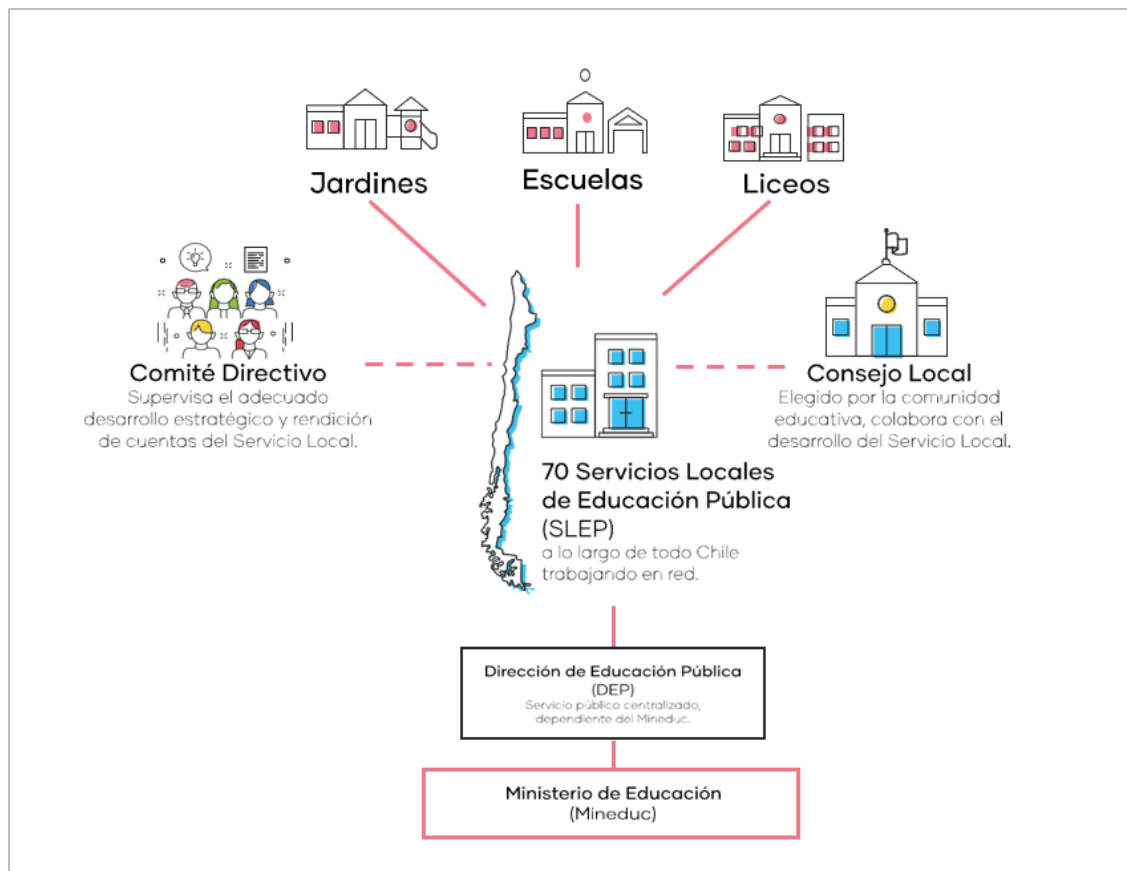 Jardines
Escuelas
Liceos
Comité Directivo
Supervisa el adecuado
desarrollo estratégico y rendición
de cuentas del Servicio Local.
Consejo Local
Elegido por la comunidad
educativa, colabora con el
desarrollo del Servicio Local.
70 Servicios Locales
de Educación Pública
(SLEP)
a lo largo de todo Chile
trabajando en red.
Dirección de Educación Pública
(DEP)
Servicio público centralizado,
dependiente del Mineduc.
Ministerio de Educación
(Mineduc)